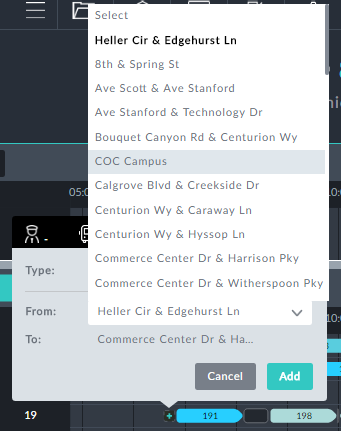 Select
Heller Cir & Edgehurst Ln
8th & Spring St
Ave Scott & Ave Stanford
Ave Stanford & Technology Dr
Bouquet Canyon Rd & Centurion Wy
COC Campus
Calgrove Blvd & Creekside Dr
05:0
Centurion Wy & Caraway Ln
Centurion Wy & Hyssop Ln
Commerce Center Dr & Harrison Pky
Type:
Commerce Center Dr & Witherspoon Pky
From: Heller Cir & Edgehurst Ln
To: Commerce Center Dr & Ha...
Cancel Add
19 191 198